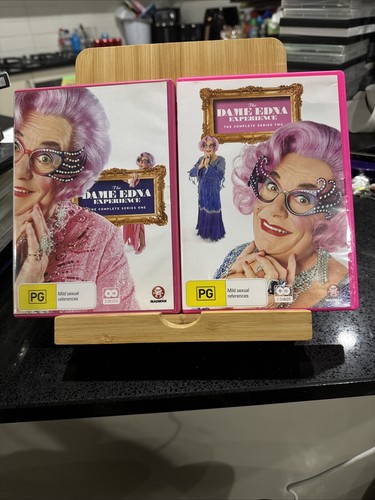 The
DAME EDNA
EXPERIENCE
THE COMPLETE SERIES ONE
PG
Mild sexual
references
MADMAN
The
DAME EDNA
EXPERIENCE
THE COMPLETE SERIES TWO
PG
Mild sexual
references